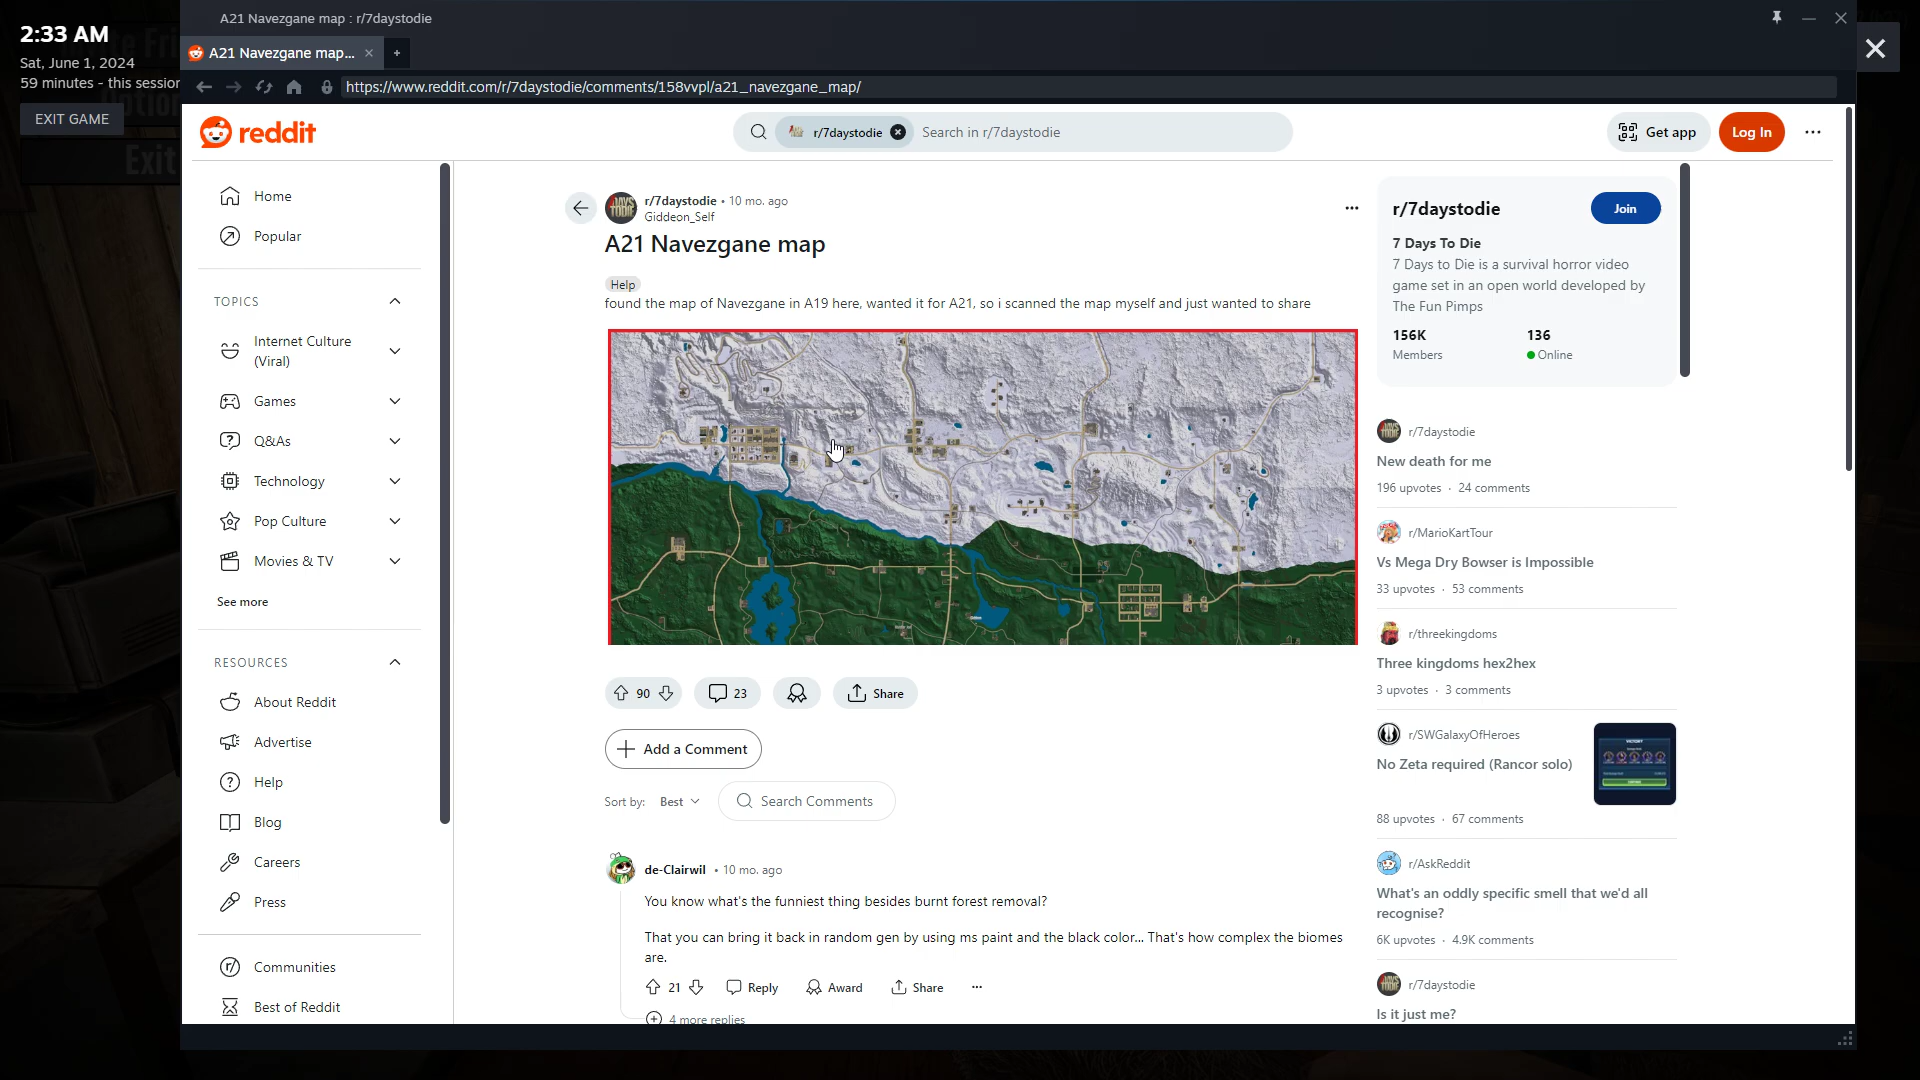 2:33 AM
Sat, June 1, 2024
59 minutes - this session
EXIT GAME
Exit
A21 Navezgane map : r/7daystodie
A21 Navezgane map...
https://www.reddit.com/r/7daystodie/comments/158vvpl/a21_navezgane_map/
reddit
r/7daystodie
Search in r/7daystodie
Get app
Log In
Home
Popular
TOPICS
Internet Culture
(Viral)
Games
Q&As
Technology
Pop Culture
Movies & TV
See more
RESOURCES
About Reddit
Advertise
Help
Blog
Careers
Press
Communities
Best of Reddit
r/7daystodie • 10 mo. ago
Giddeon_Self
A21 Navezgane map
Help
found the map of Navezgane in A19 here, wanted it for A21, so i scanned the map myself and just wanted to share
90
23
Share
Add a Comment
Sort by: Best
Search Comments
de-Clairwil • 10 mo. ago
You know what's the funniest thing besides burnt forest removal?
That you can bring it back in random gen by using ms paint and the black color... That's how complex the biomes
are.
21
Reply
Award
Share
4 more replies
r/7daystodie
Join
7 Days To Die
7 Days to Die is a survival horror video
game set in an open world developed by
The Fun Pimps
156K
Members
136
Online
r/7daystodie
New death for me
196 upvotes · 24 comments
r/MarioKartTour
Vs Mega Dry Bowser is Impossible
33 upvotes · 53 comments
r/threekingdoms
Three kingdoms hex2hex
3 upvotes · 3 comments
r/SWGalaxyOfHeroes
No Zeta required (Rancor solo)
88 upvotes · 67 comments
r/AskReddit
What's an oddly specific smell that we'd all
recognise?
6K upvotes · 4.9K comments
r/7daystodie
Is it just me?